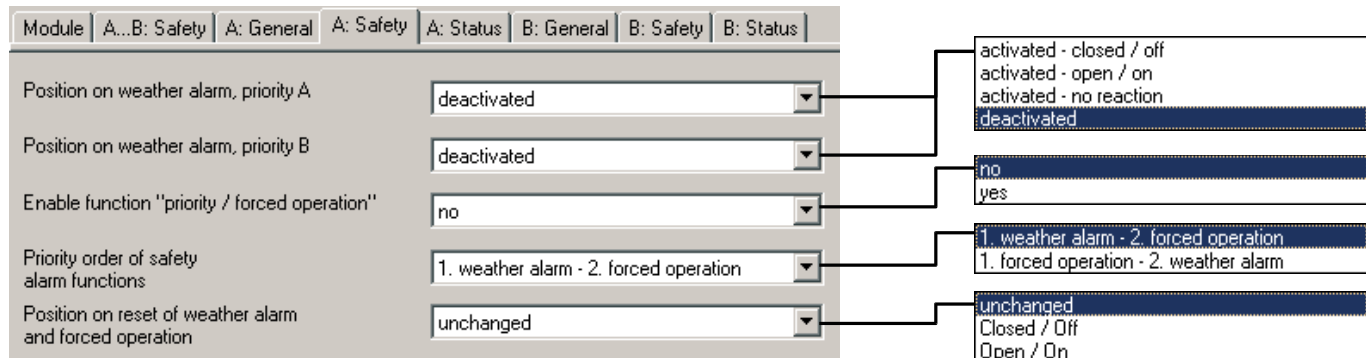 Module A...B: Safety A: General A: Safety A: Status B: General B: Safety B: Status
Position on weather alarm, priority A
deactivated
Position on weather alarm, priority B
deactivated
Enable function "priority / forced operation"
no
Priority order of safety
alarm functions
1. weather alarm - 2. forced operation
Position on reset of weather alarm
and forced operation
unchanged
activated - closed / off
activated - open / on
activated - no reaction
deactivated
no
yes
1. weather alarm - 2. forced operation
1. forced operation - 2. weather alarm
unchanged
Closed / Off
Open / On